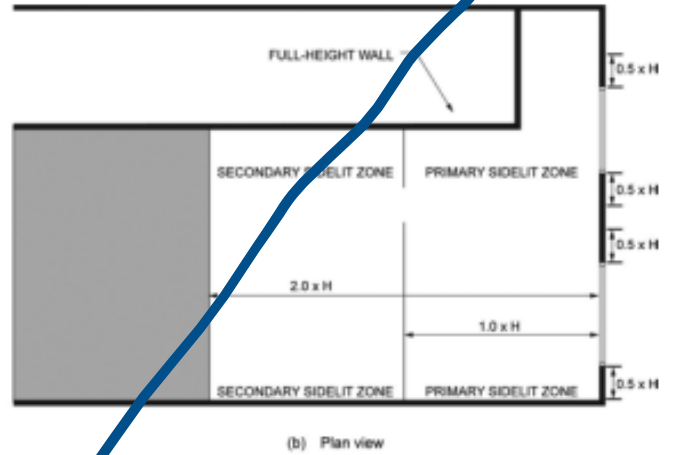 FULL-HEIGHT WALL
0.5 x H
SECONDARY SIDELIT ZONE
PRIMARY SIDELIT ZONE
0.5 x H
0.5 x H
2.0 x H
1.0 x H
SECONDARY SIDELIT ZONE
PRIMARY SIDELIT ZONE
0.5 x H
(b) Plan view